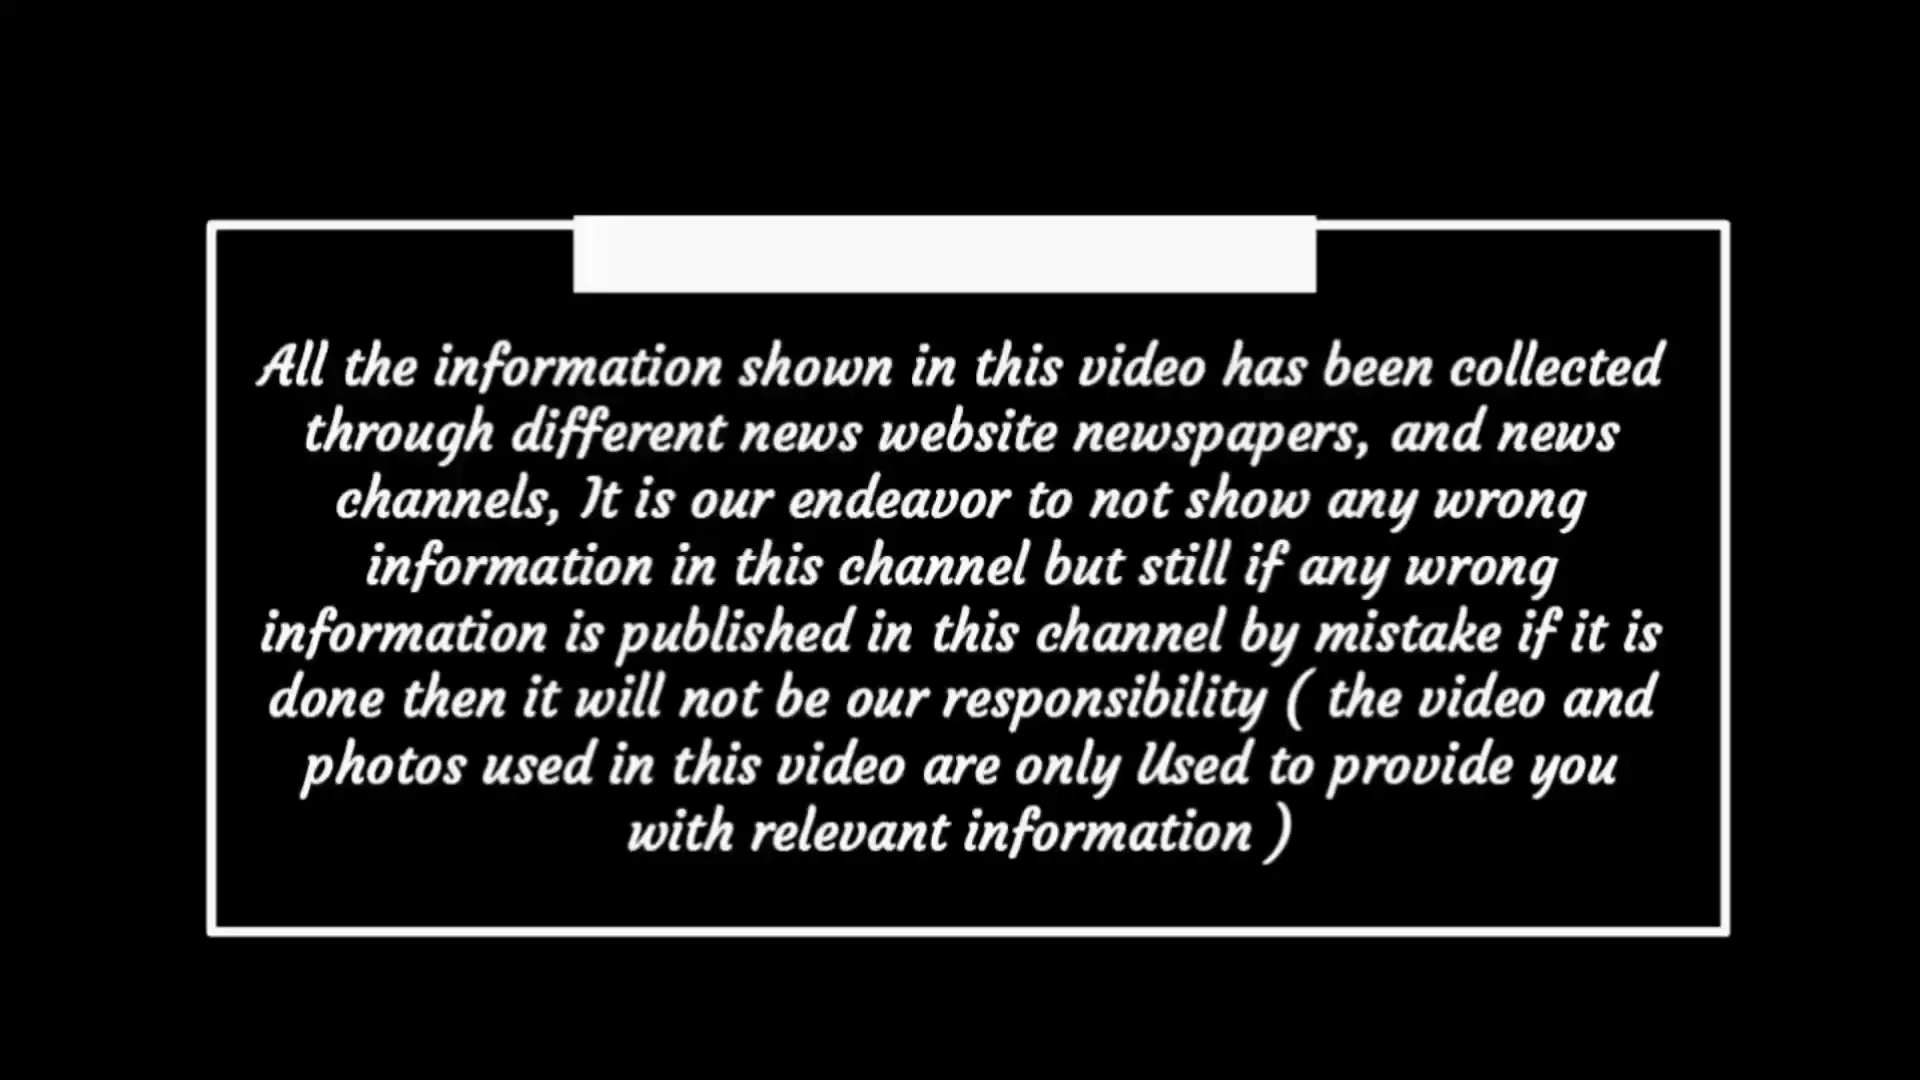 All the information shown in this video has been collected
through different news website newspapers, and news
channels, It is our endeavor to not show any wrong
information in this channel but still if any wrong
information is published in this channel by mistake if it is
done then it will not be our responsibility ( the video and
photos used in this video are only Used to provide you
with relevant information )